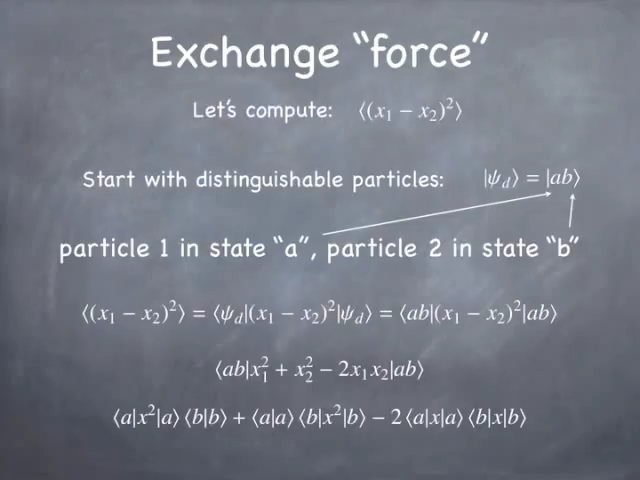 Exchange “force”
Let's compute: ⟨(x₁ − x₂)²⟩
Start with distinguishable particles: |ψ_d⟩ = |ab⟩
particle 1 in state “a”, particle 2 in state “b”
⟨(x₁ − x₂)²⟩ = ⟨ψ_d|(x₁ − x₂)²|ψ_d⟩ = ⟨ab|(x₁ − x₂)²|ab⟩
⟨ab|x₁² + x₂² − 2x₁x₂|ab⟩
⟨a|x²|a⟩ ⟨b|b⟩ + ⟨a|a⟩ ⟨b|x²|b⟩ − 2 ⟨a|x|a⟩ ⟨b|x|b⟩